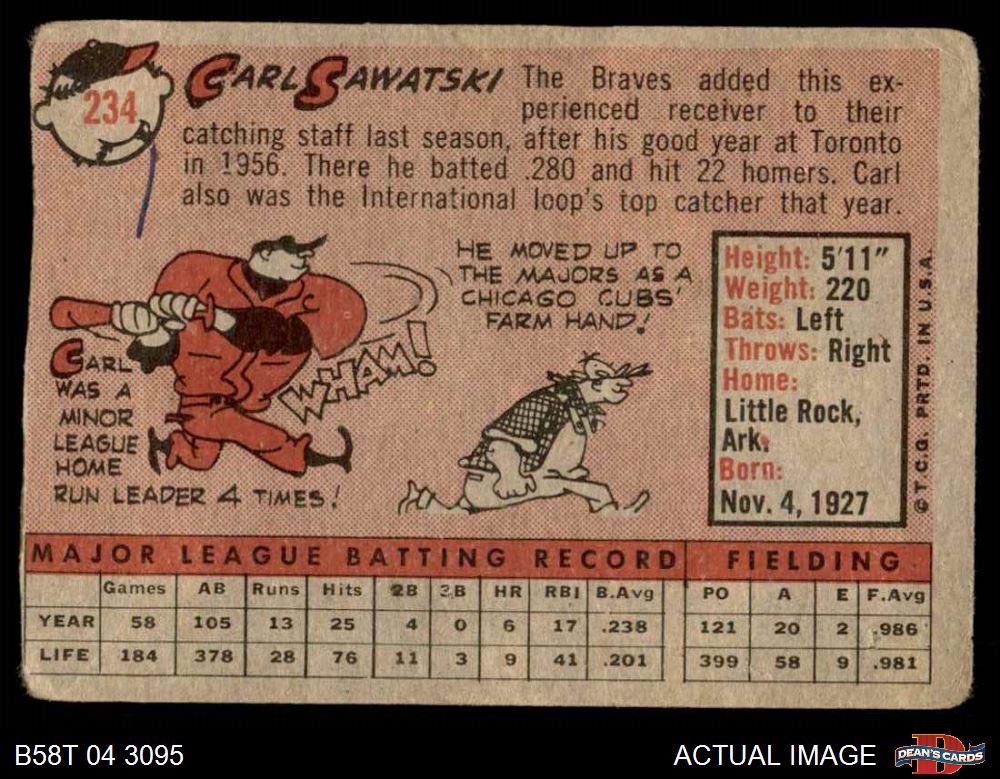 234
CARL SAWATSKI
The Braves added this ex-
perienced receiver to their
catching staff last season, after his good year at Toronto
in 1956. There he batted .280 and hit 22 homers. Carl
also was the International loop's top catcher that year.
HE MOVED UP TO
THE MAJORS AS A
CHICAGO CUBS'
FARM HAND!
WHAM!
CARL
WAS A
MINOR
LEAGUE
HOME
RUN LEADER 4 TIMES!
Height: 5'11"
Weight: 220
Bats: Left
Throws: Right
Home:
Little Rock,
Ark.
Born:
Nov. 4, 1927
© T.C.G. PRTD. IN U.S.A.
MAJOR LEAGUE BATTING RECORD FIELDING
Games AB Runs Hits 2B 3B HR RBI B.Avg PO A E F.Avg
YEAR 58 105 13 25 4 0 6 17 .238 121 20 2 .986
LIFE 184 378 28 76 11 3 9 41 .201 399 58 9 .981
B58T 04 3095
ACTUAL IMAGE
DEAN'S CARDS